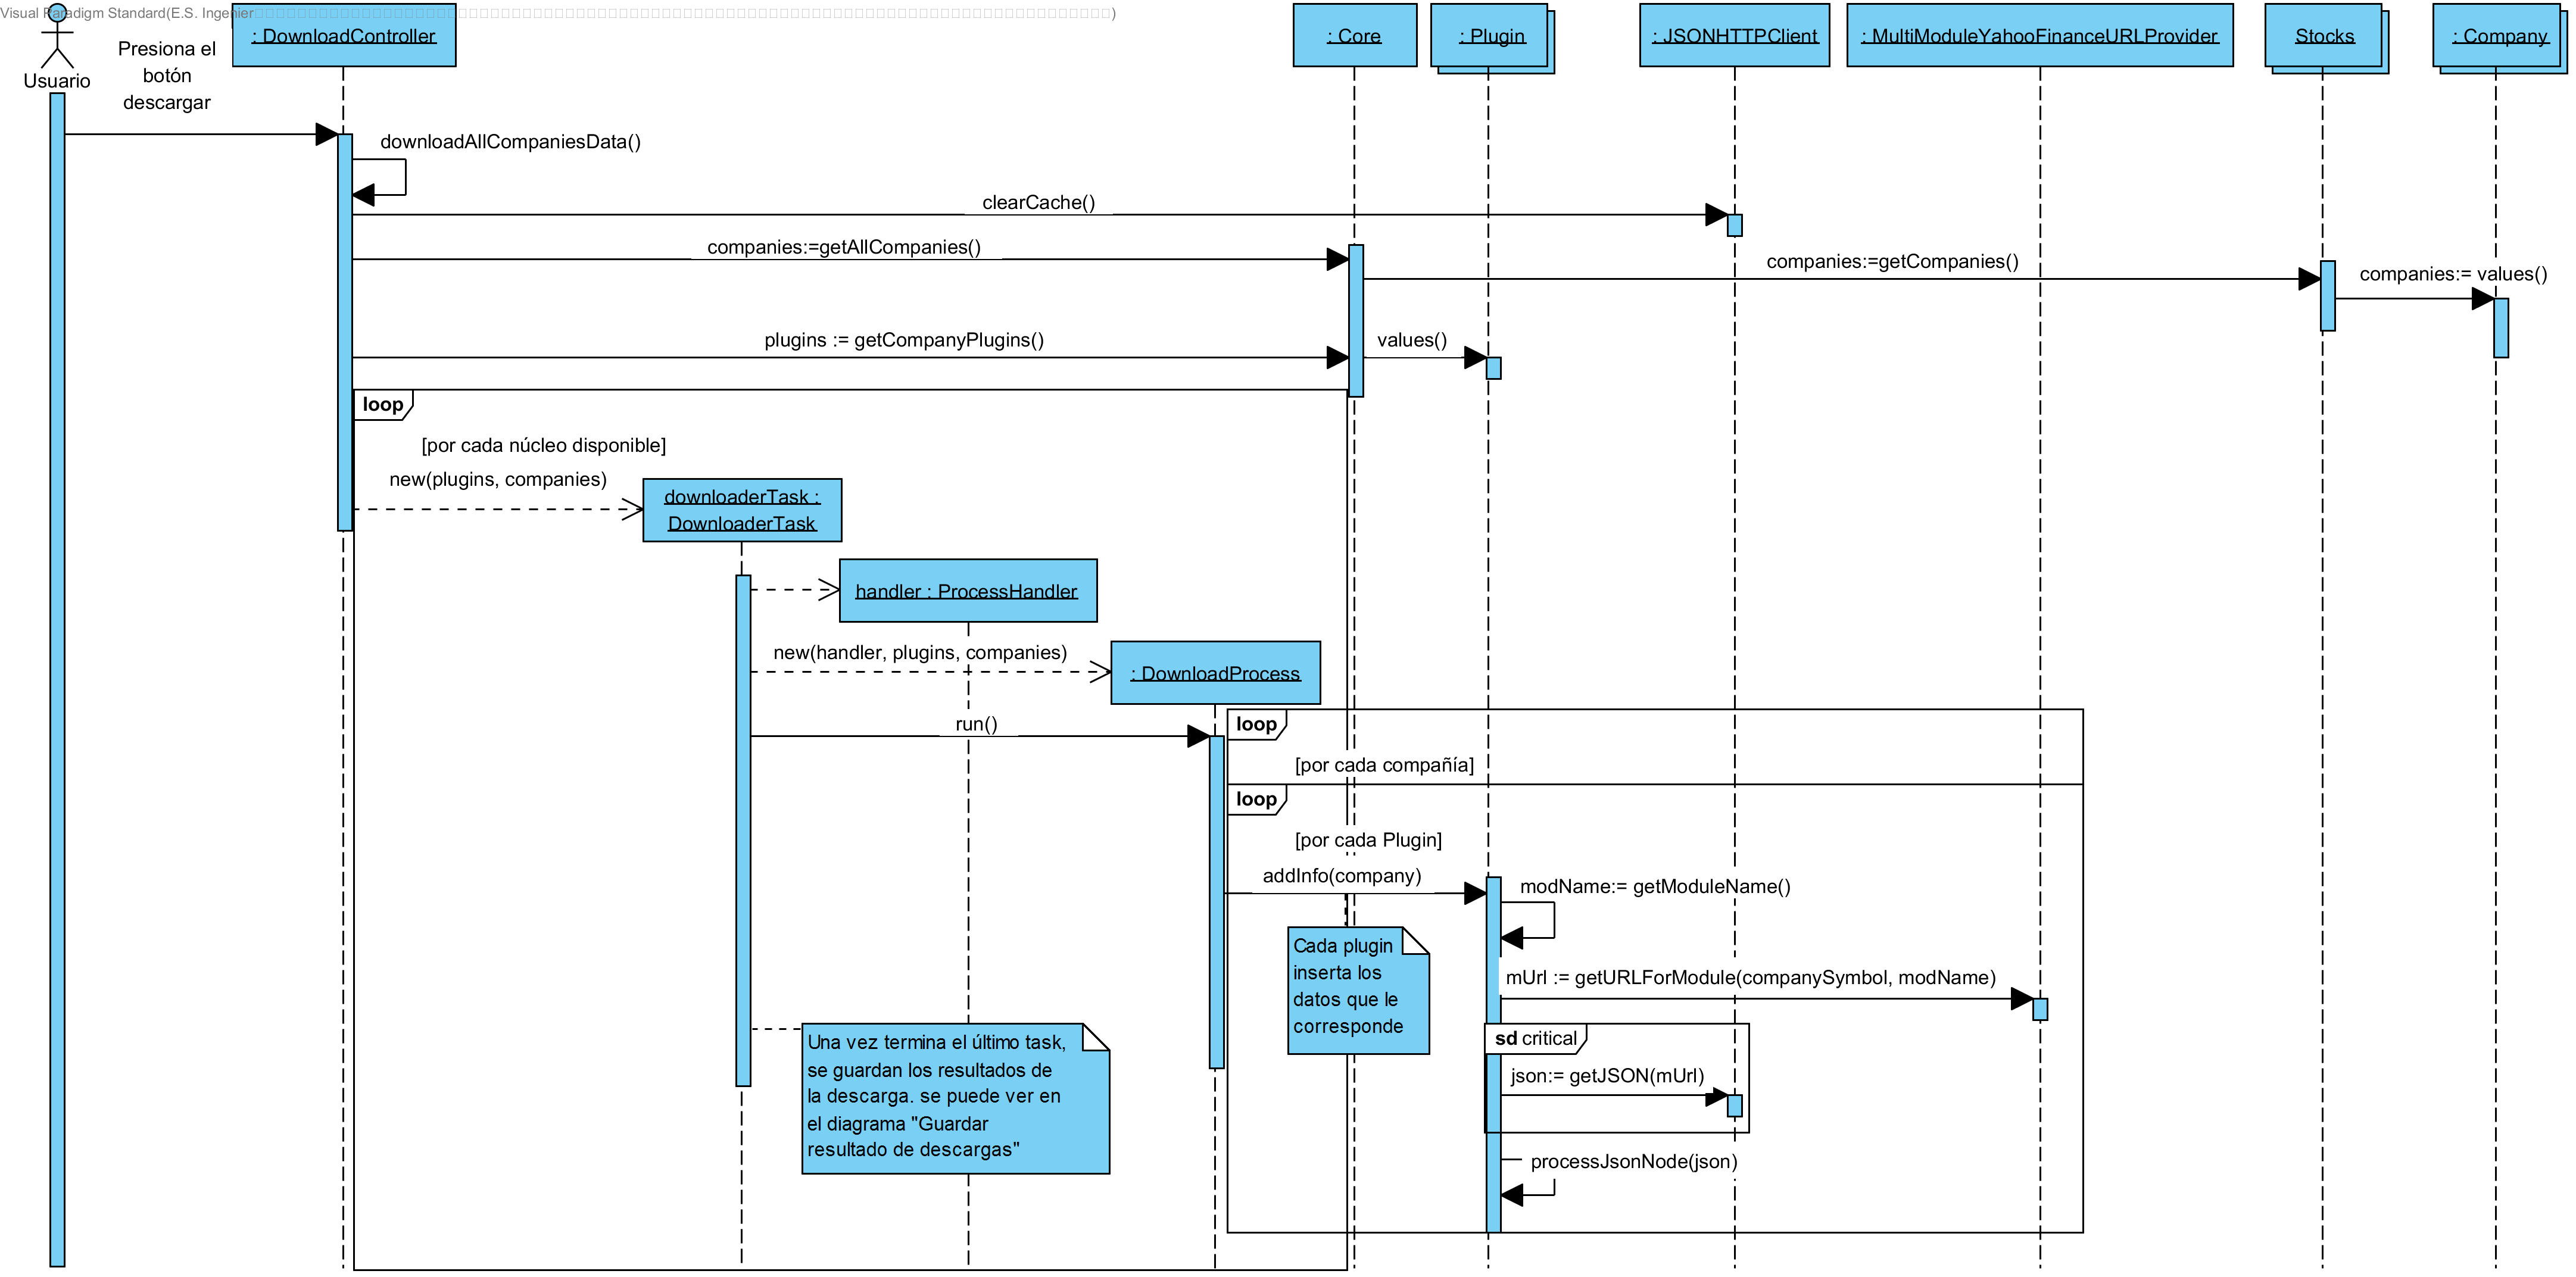 Visual Paradigm Standard(E.S. Ingenier
Usuario
Presiona el
botón
descargar
: DownloadController
: Core
: Plugin
: JSONHTTPClient
: MultiModuleYahooFinanceURLProvider
Stocks
: Company
downloadAllCompaniesData()
clearCache()
companies:=getAllCompanies()
companies:=getCompanies()
companies:= values()
plugins := getCompanyPlugins()
values()
loop
[por cada núcleo disponible]
new(plugins, companies)
downloaderTask :
DownloaderTask
handler : ProcessHandler
new(handler, plugins, companies)
: DownloadProcess
run()
loop
[por cada compañía]
loop
[por cada Plugin]
addInfo(company)
modName:= getModuleName()
Cada plugin
inserta los
datos que le
corresponde
mUrl := getURLForModule(companySymbol, modName)
sd critical
json:= getJSON(mUrl)
processJsonNode(json)
Una vez termina el último task,
se guardan los resultados de
la descarga. se puede ver en
el diagrama "Guardar
resultado de descargas"